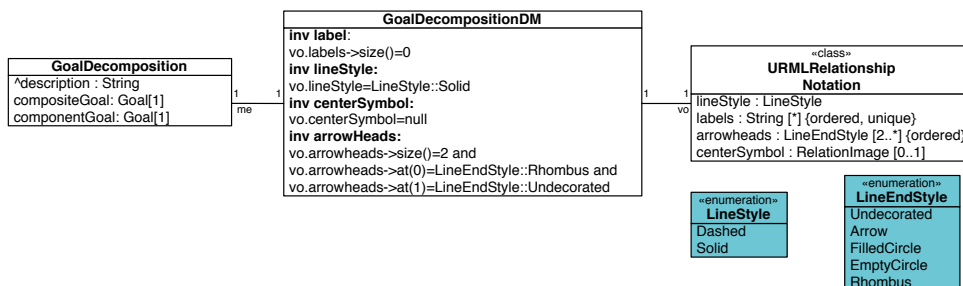 GoalDecomposition
^description : String
compositeGoal: Goal[1]
componentGoal: Goal[1]
1
me
1
GoalDecompositionDM
inv label:
vo.labels->size()=0
inv lineStyle:
vo.lineStyle=LineStyle::Solid
inv centerSymbol:
vo.centerSymbol=null
inv arrowHeads:
vo.arrowheads->size()=2 and
vo.arrowheads->at(0)=LineEndStyle::Rhombus and
vo.arrowheads->at(1)=LineEndStyle::Undecorated
1
1
vo
«class»
URMLRelationship
Notation
lineStyle : LineStyle
labels : String [*] {ordered, unique}
arrowheads : LineEndStyle [2..*] {ordered}
centerSymbol : RelationImage [0..1]
«enumeration»
LineStyle
Dashed
Solid
«enumeration»
LineEndStyle
Undecorated
Arrow
FilledCircle
EmptyCircle
Rhombus